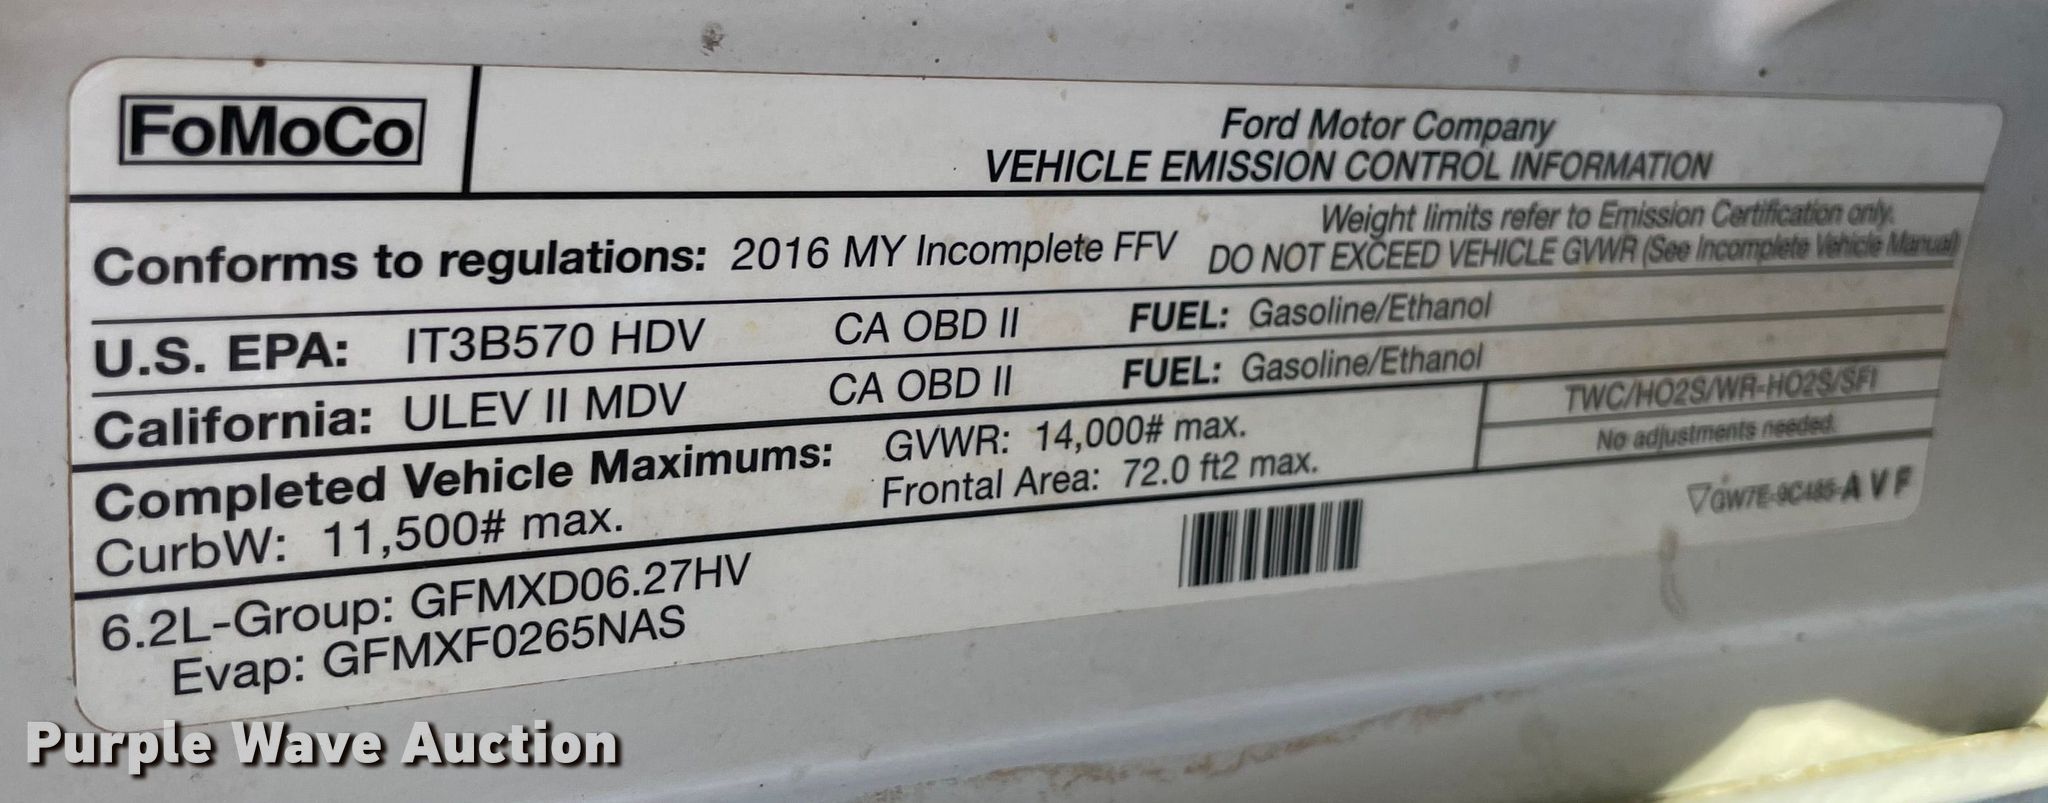 FoMoCo
Ford Motor Company
VEHICLE EMISSION CONTROL INFORMATION
Conforms to regulations: 2016 MY Incomplete FFV
Weight limits refer to Emission Certification only.
DO NOT EXCEED VEHICLE GVWR (See Incomplete Vehicle Manual)
U.S. EPA: IT3B570 HDV CA OBD II FUEL: Gasoline/Ethanol
California: ULEV II MDV CA OBD II FUEL: Gasoline/Ethanol
Completed Vehicle Maximums: GVWR: 14,000# max.
CurbW: 11,500# max. Frontal Area: 72.0 ft2 max.
TWC/HO2S/WR-HO2S/SFI
No adjustments needed.
6.2L-Group: GFMXD06.27HV
Evap: GFMXF0265NAS
GW7E-9C485-A V F
Purple Wave Auction